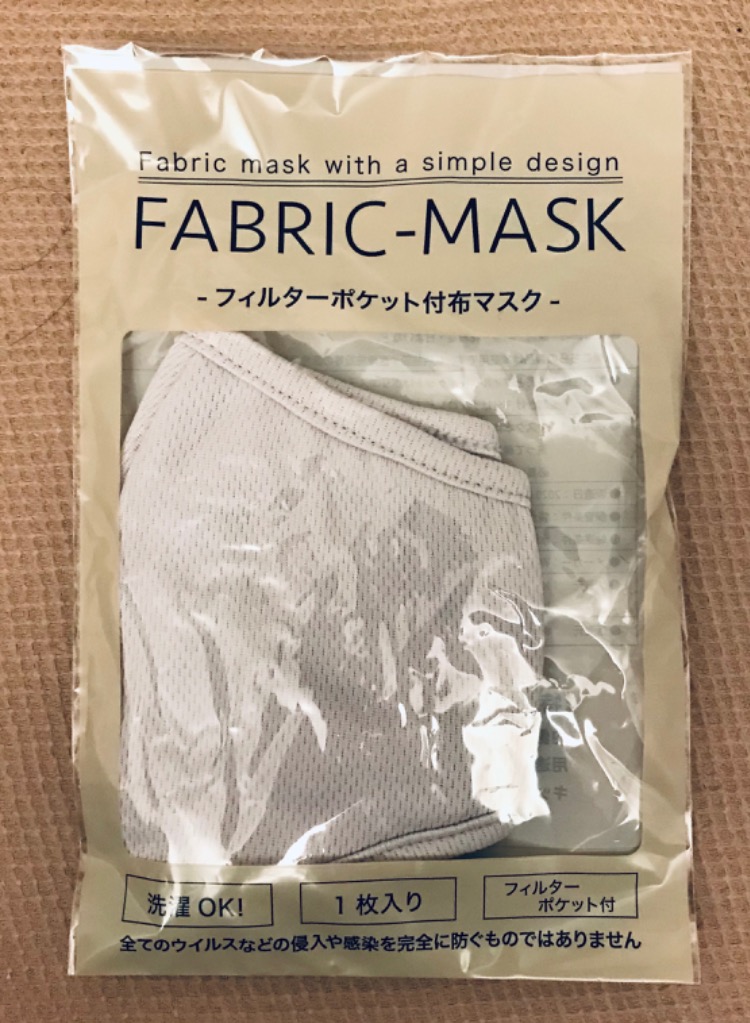 Fabric mask with a simple design
FABRIC-MASK
- フィルターポケット付布マスク -
洗濯 OK!
1 枚入り
フィルター
ポケット付
全てのウイルスなどの侵入や感染を完全に防ぐものではありません